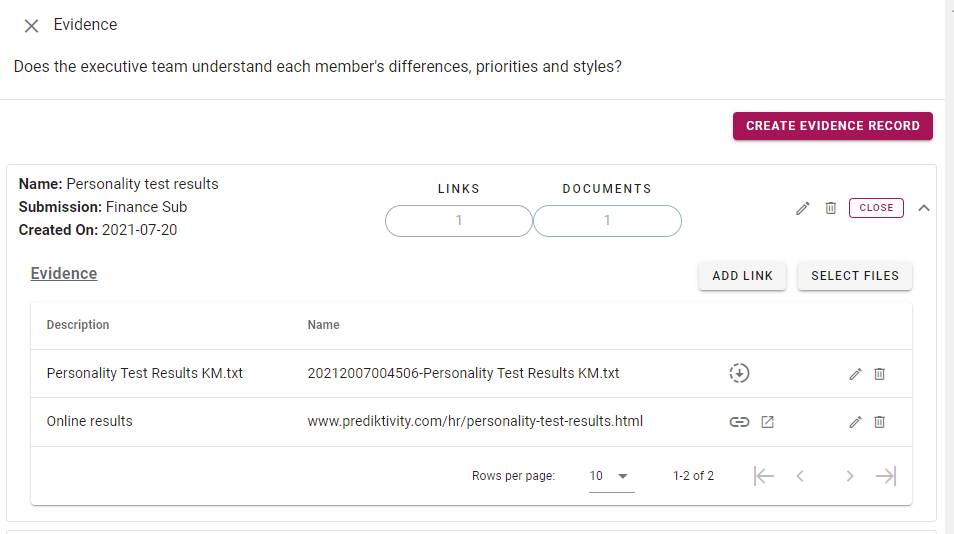 Evidence
Does the executive team understand each member's differences, priorities and styles?
CREATE EVIDENCE RECORD
Name: Personality test results
Submission: Finance Sub
Created On: 2021-07-20
LINKS DOCUMENTS
1 1
CLOSE
Evidence
ADD LINK SELECT FILES
Description Name
Personality Test Results KM.txt 20212007004506-Personality Test Results KM.txt
Online results www.prediktivity.com/hr/personality-test-results.html
Rows per page: 10 1-2 of 2